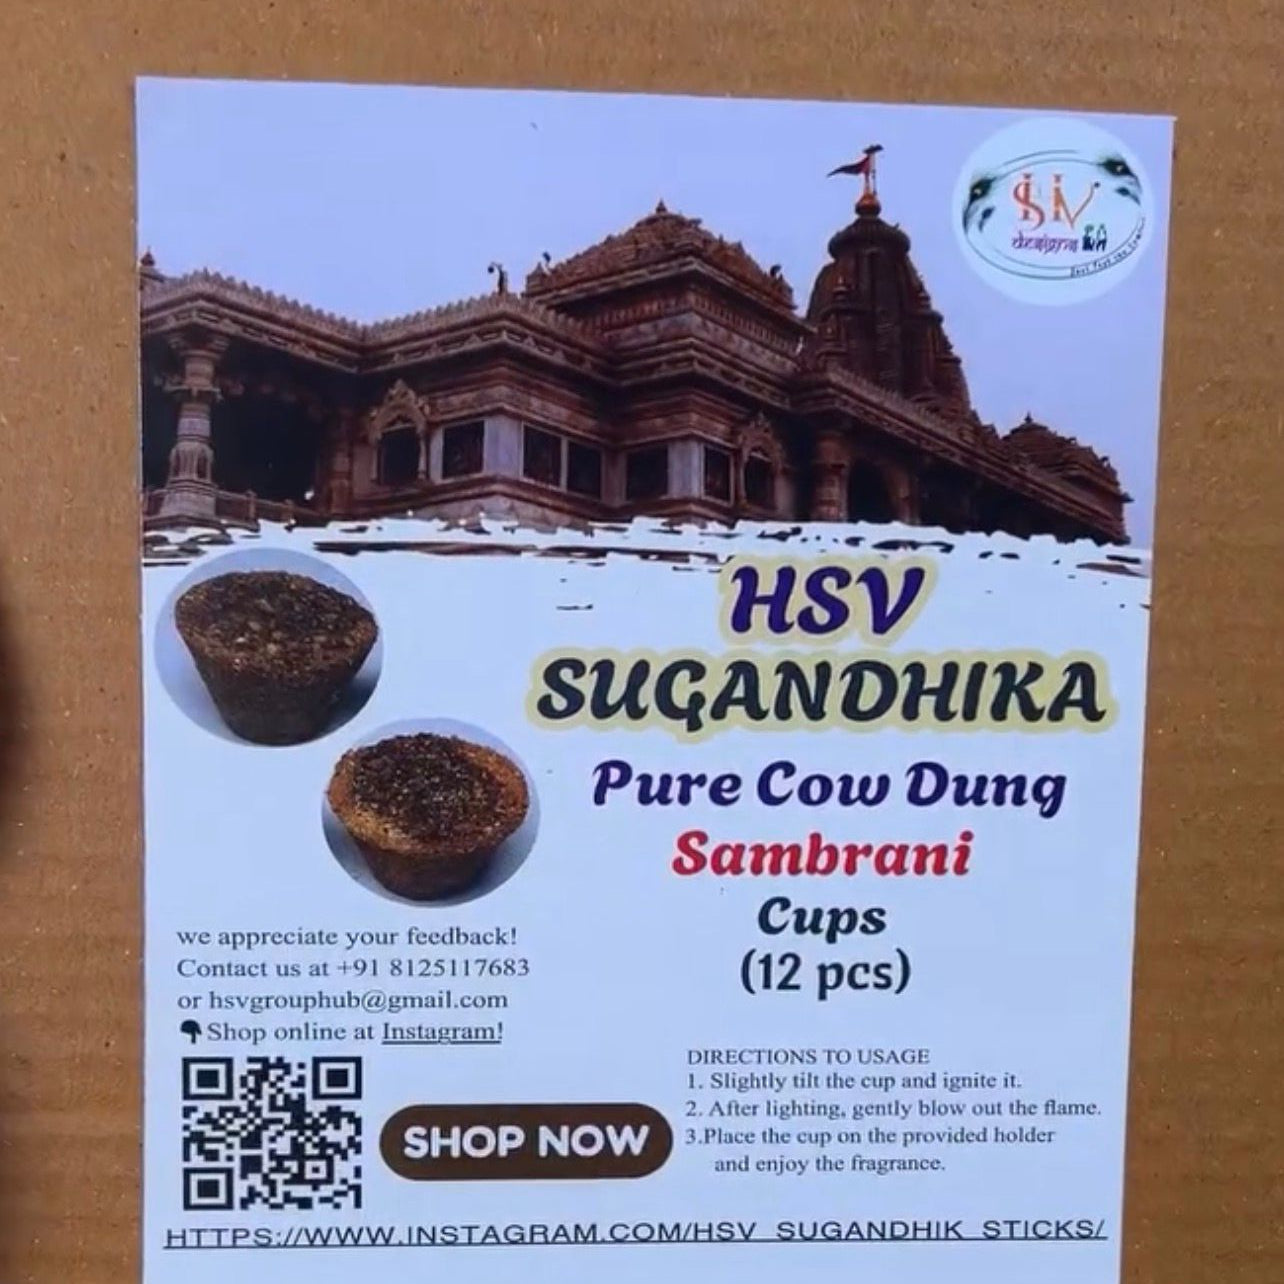 HSV
designs
HSV
SUGANDHIKA
Pure Cow Dung
Sambrani
Cups
(12 pcs)
we appreciate your feedback!
Contact us at +91 8125117683
or hsvgrouphub@gmail.com
👇Shop online at Instagram!
SHOP NOW
DIRECTIONS TO USAGE
1. Slightly tilt the cup and ignite it.
2. After lighting, gently blow out the flame.
3.Place the cup on the provided holder
and enjoy the fragrance.
HTTPS://WWW.INSTAGRAM.COM/HSV_SUGANDHIK_STICKS/